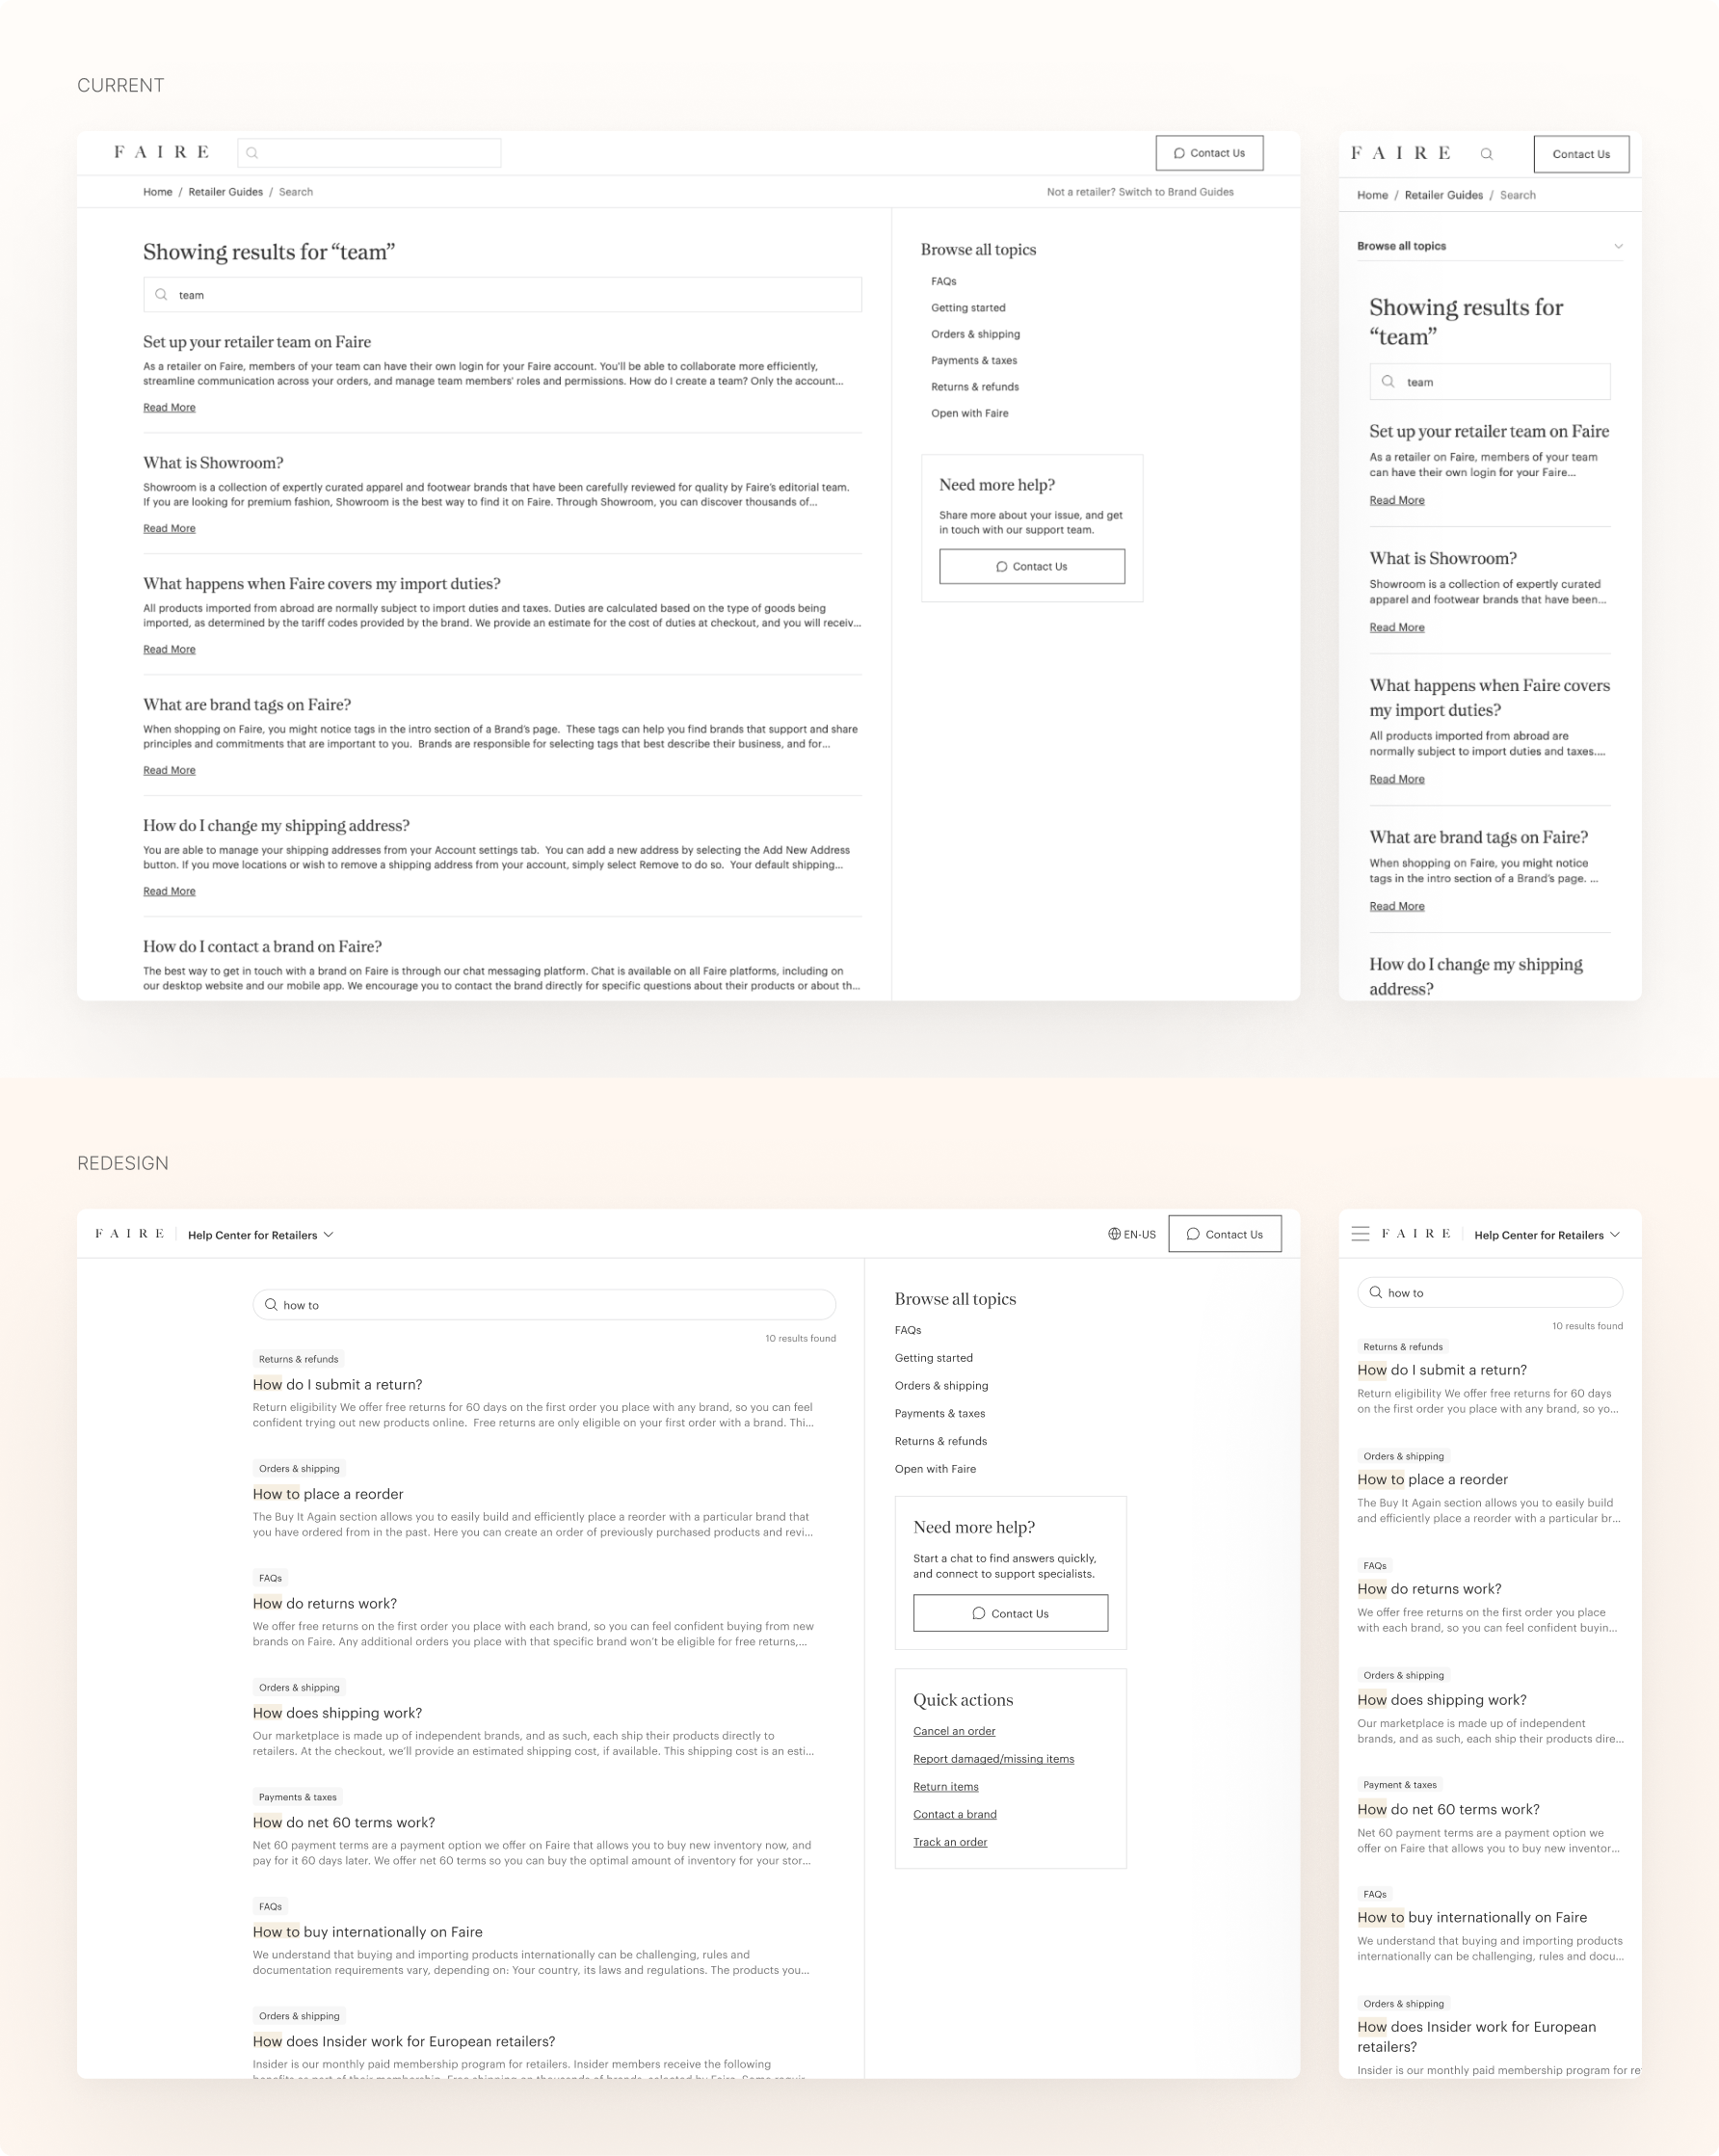 CURRENT
FAIRE
Contact Us
Home / Retailer Guides / Search
Not a retailer? Switch to Brand Guides
Showing results for “team”
team
Set up your retailer team on Faire
As a retailer on Faire, members of your team can have their own login for your Faire account. You'll be able to collaborate more efficiently,
streamline communication across your orders, and manage team members' roles and permissions. How do I create a team? Only the account...
Read More
What is Showroom?
Showroom is a collection of expertly curated apparel and footwear brands that have been carefully reviewed for quality by Faire's editorial team.
If you are looking for premium fashion, Showroom is the best way to find it on Faire. Through Showroom, you can discover thousands of...
Read More
What happens when Faire covers my import duties?
All products imported from abroad are normally subject to import duties and taxes. Duties are calculated based on the type of goods being
imported, as determined by the tariff codes provided by the brand. We provide an estimate for the cost of duties at checkout, and you will receiv...
Read More
What are brand tags on Faire?
When shopping on Faire, you might notice tags in the intro section of a Brand's page. These tags can help you find brands that support and share
principles and commitments that are important to you. Brands are responsible for selecting tags that best describe their business, and for...
Read More
How do I change my shipping address?
You are able to manage your shipping addresses from your Account settings tab. You can add a new address by selecting the Add New Address
button. If you move locations or wish to remove a shipping address from your account, simply select Remove to do so. Your default shipping...
Read More
How do I contact a brand on Faire?
The best way to get in touch with a brand on Faire is through our chat messaging platform. Chat is available on all Faire platforms, including on
our desktop website and our mobile app. We encourage you to contact the brand directly for specific questions about their products or about th...
Browse all topics
FAQs
Getting started
Orders & shipping
Payments & taxes
Returns & refunds
Open with Faire
Need more help?
Share more about your issue, and get
in touch with our support team.
Contact Us
FAIRE
Contact Us
Home / Retailer Guides / Search
Browse all topics
Showing results for
“team”
team
Set up your retailer team on Faire
As a retailer on Faire, members of your team
can have their own login for your Faire...
Read More
What is Showroom?
Showroom is a collection of expertly curated
apparel and footwear brands that have been...
Read More
What happens when Faire covers
my import duties?
All products imported from abroad are
normally subject to import duties and taxes....
Read More
What are brand tags on Faire?
When shopping on Faire, you might notice
tags in the intro section of a Brand's page. ...
Read More
How do I change my shipping
address?
REDESIGN
FAIRE
Help Center for Retailers
EN-US
Contact Us
how to
10 results found
Returns & refunds
How do I submit a return?
Return eligibility We offer free returns for 60 days on the first order you place with any brand, so you can feel
confident trying out new products online. Free returns are only eligible on your first order with a brand. Thi...
Orders & shipping
How to place a reorder
The Buy It Again section allows you to easily build and efficiently place a reorder with a particular brand that
you have ordered from in the past. Here you can create an order of previously purchased products and revi...
FAQs
How do returns work?
We offer free returns on the first order you place with each brand, so you can feel confident buying from new
brands on Faire. Any additional orders you place with that specific brand won't be eligible for free returns,...
Orders & shipping
How does shipping work?
Our marketplace is made up of independent brands, and as such, each ship their products directly to
retailers. At the checkout, we'll provide an estimated shipping cost, if available. This shipping cost is an esti...
Payments & taxes
How do net 60 terms work?
Net 60 payment terms are a payment option we offer on Faire that allows you to buy new inventory now, and
pay for it 60 days later. We offer net 60 terms so you can buy the optimal amount of inventory for your stor...
FAQs
How to buy internationally on Faire
We understand that buying and importing products internationally can be challenging, rules and
documentation requirements vary, depending on: Your country, its laws and regulations. The products you...
Orders & shipping
How does Insider work for European retailers?
Insider is our monthly paid membership program for retailers. Insider members receive the following
Browse all topics
FAQs
Getting started
Orders & shipping
Payments & taxes
Returns & refunds
Open with Faire
Need more help?
Start a chat to find answers quickly,
and connect to support specialists.
Contact Us
Quick actions
Cancel an order
Report damaged/missing items
Return items
Contact a brand
Track an order
FAIRE
Help Center for Retailers
how to
10 results found
Returns & refunds
How do I submit a return?
Return eligibility We offer free returns for 60 days
on the first order you place with any brand, so yo...
Orders & shipping
How to place a reorder
The Buy It Again section allows you to easily build
and efficiently place a reorder with a particular br...
FAQs
How do returns work?
We offer free returns on the first order you place
with each brand, so you can feel confident buyin...
Orders & shipping
How does shipping work?
Our marketplace is made up of independent
brands, and as such, each ship their products dire...
Payment & taxes
How do net 60 terms work?
Net 60 payment terms are a payment option we
offer on Faire that allows you to buy new inventor...
FAQs
How to buy internationally on Faire
We understand that buying and importing products
internationally can be challenging, rules and docu...
Orders & shipping
How does Insider work for European
retailers?
Insider is our monthly paid membership program for re